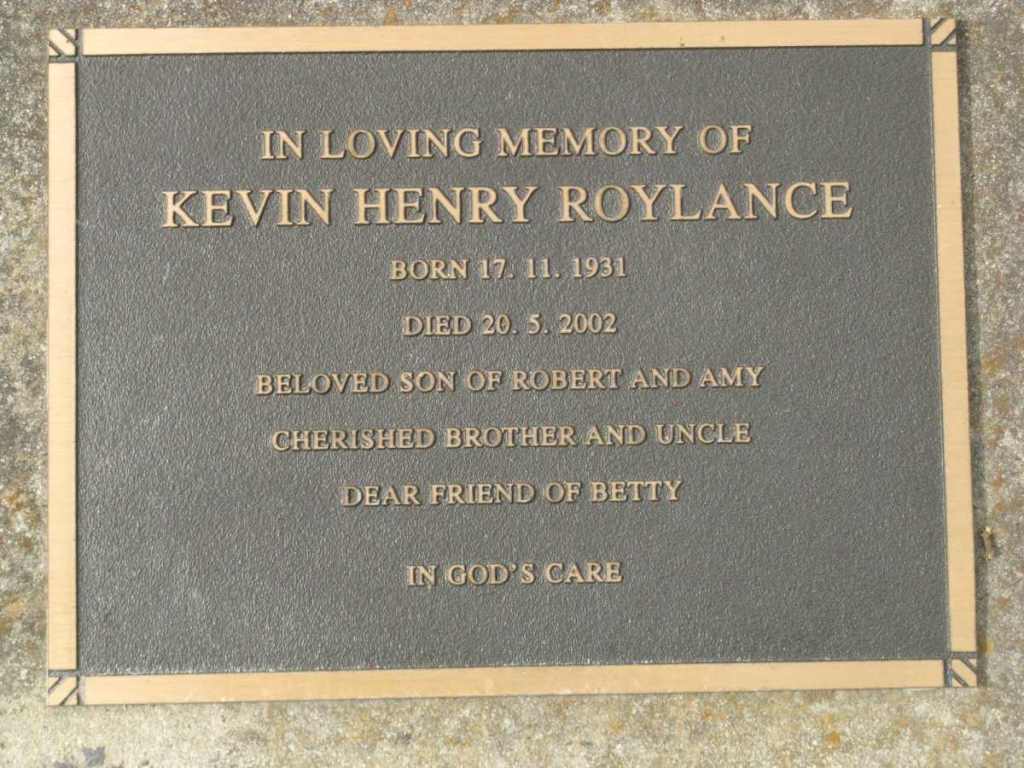 IN LOVING MEMORY OF
KEVIN HENRY ROYLANCE
BORN 17. 11. 1931
DIED 20. 5. 2002
BELOVED SON OF ROBERT AND AMY
CHERISHED BROTHER AND UNCLE
DEAR FRIEND OF BETTY
IN GOD'S CARE